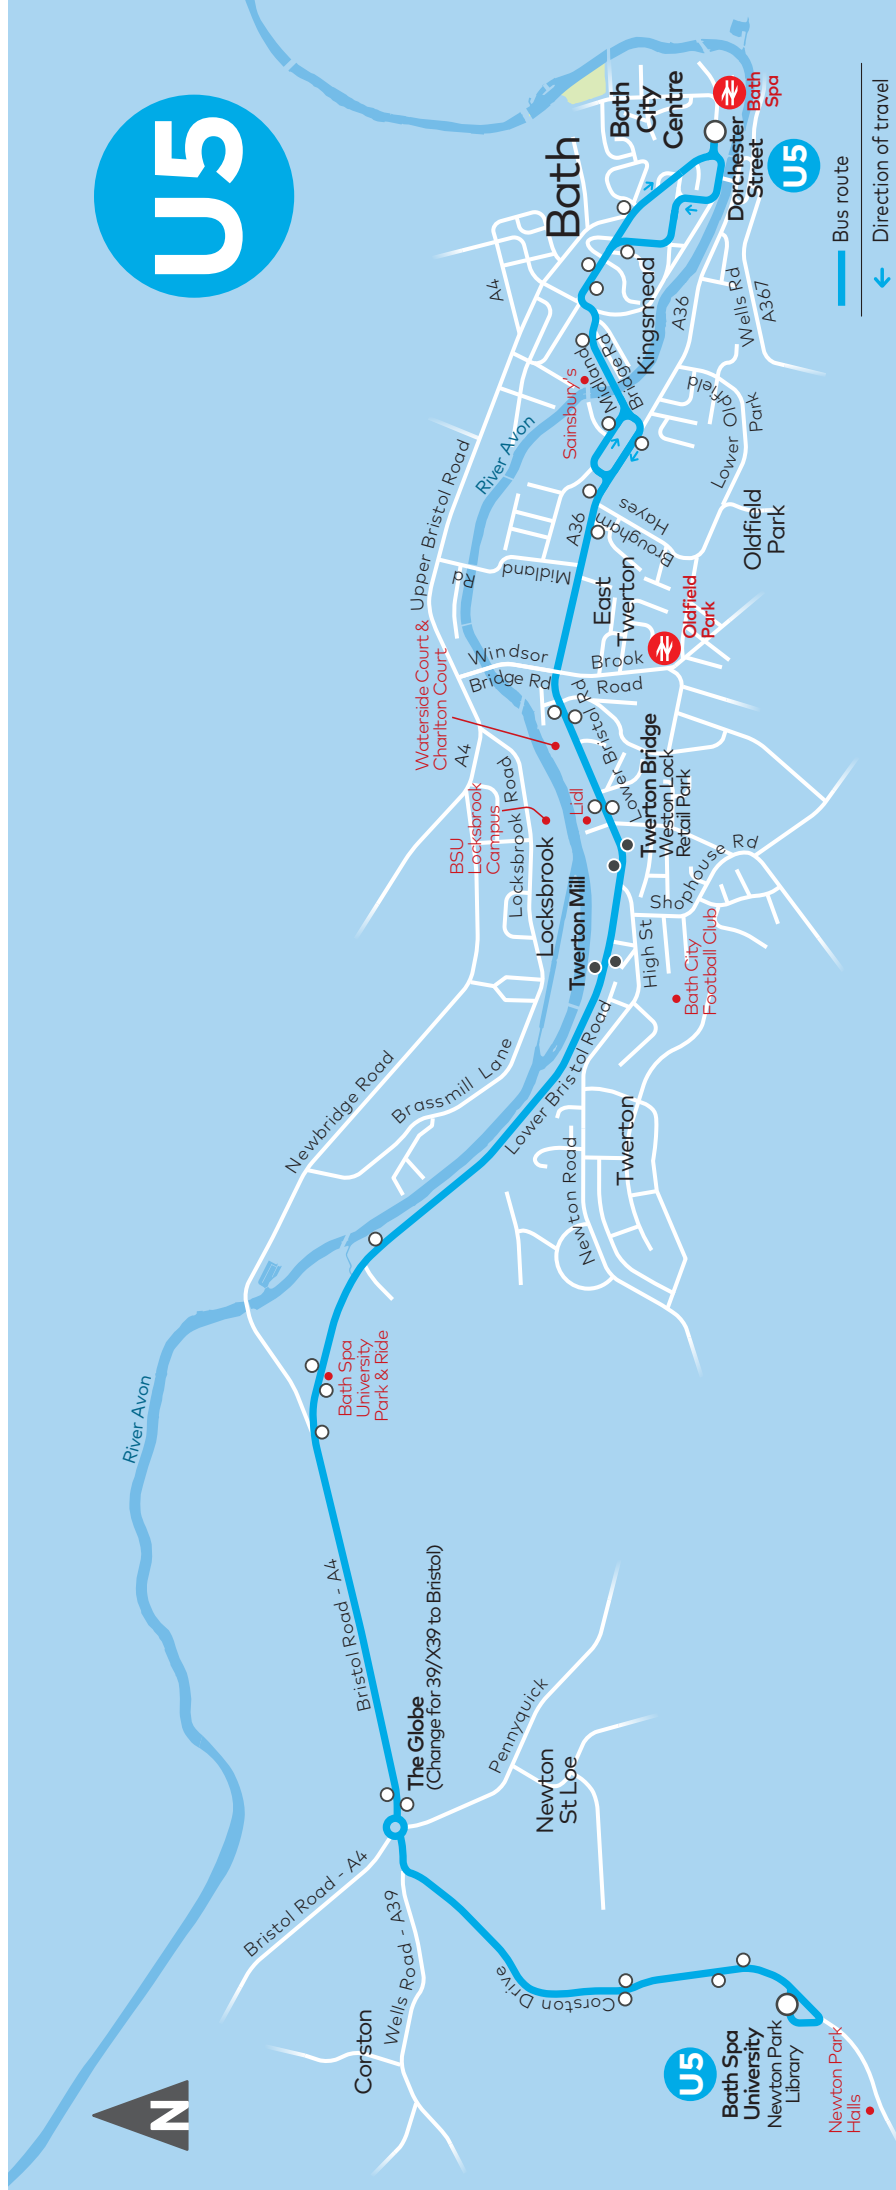 U5
Bath
Bath
City
Centre
Bath
Spa
Dorchester
Street
U5
Bus route
Direction of travel
A4
Kingsmead
A36
Wells Rd
A367
Midland
Bridge Rd
Sainsbury's
River Avon
Lower Oldfield
Park
Upper Bristol Road
A36
Brougham
Hayes
Oldfield
Park
Midland
Rd
East
Twerton
Oldfield
Park
Windsor
Bridge Rd
Brook
Road
Waterside Court &
Charlton Court
A4
Lower Bristol Rd
Twerton Bridge
Weston Lock
Retail Park
Lidl
BSU
Locksbrook
Campus
Locksbrook Road
Locksbrook
Shophouse Rd
Twerton Mill
High St
Bath City
Football Club
Lower Bristol Road
Newbridge Road
Brassmill Lane
Newton Road
Twerton
River Avon
Bath Spa
University
Park & Ride
Bristol Road - A4
The Globe
(Change for 39/X39 to Bristol)
Pennyquick
Newton
St Loe
Bristol Road - A4
Wells Road - A39
Corston
Corston Drive
U5
Bath Spa
University
Newton Park
Library
Newton Park
Halls
N